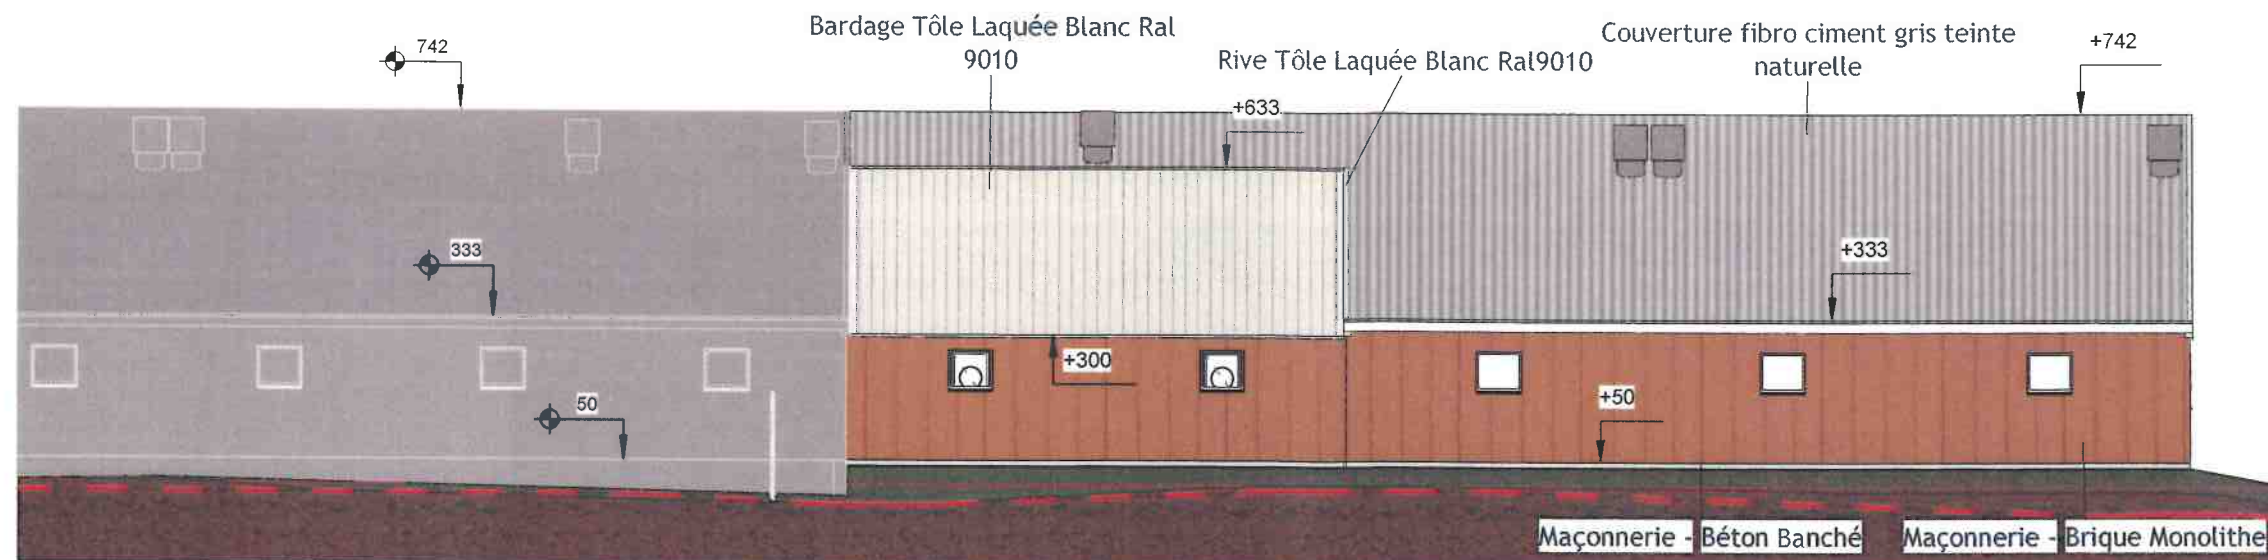 Bardage Tôle Laquée Blanc Ral
9010
Rive Tôle Laquée Blanc Ral9010
Couverture fibro ciment gris teinte
naturelle
+742
742
+633
333
+333
+300
50
+50
Maçonnerie - Béton Banché
Maçonnerie - Brique Monolithe